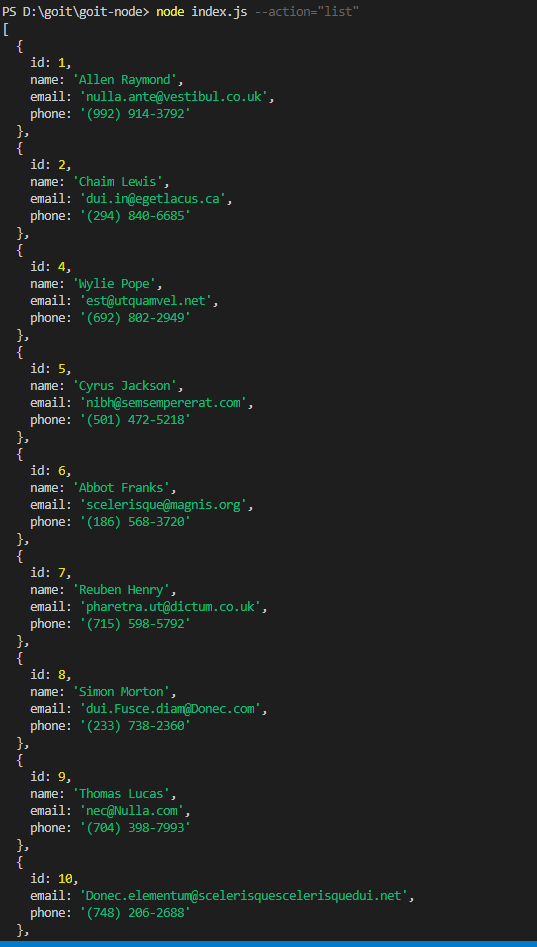 PS D:\goit\goit-node> node index.js --action="list"
[
  {
    id: 1,
    name: 'Allen Raymond',
    email: 'nulla.ante@vestibul.co.uk',
    phone: '(992) 914-3792'
  },
  {
    id: 2,
    name: 'Chaim Lewis',
    email: 'dui.in@egetlacus.ca',
    phone: '(294) 840-6685'
  },
  {
    id: 4,
    name: 'Wylie Pope',
    email: 'est@utquamvel.net',
    phone: '(692) 802-2949'
  },
  {
    id: 5,
    name: 'Cyrus Jackson',
    email: 'nibh@semsempererat.com',
    phone: '(501) 472-5218'
  },
  {
    id: 6,
    name: 'Abbot Franks',
    email: 'scelerisque@magnis.org',
    phone: '(186) 568-3720'
  },
  {
    id: 7,
    name: 'Reuben Henry',
    email: 'pharetra.ut@dictum.co.uk',
    phone: '(715) 598-5792'
  },
  {
    id: 8,
    name: 'Simon Morton',
    email: 'dui.Fusce.diam@Donec.com',
    phone: '(233) 738-2360'
  },
  {
    id: 9,
    name: 'Thomas Lucas',
    email: 'nec@Nulla.com',
    phone: '(704) 398-7993'
  },
  {
    id: 10,
    email: 'Donec.elementum@scelerisquescelerisquedui.net',
    phone: '(748) 206-2688'
  },